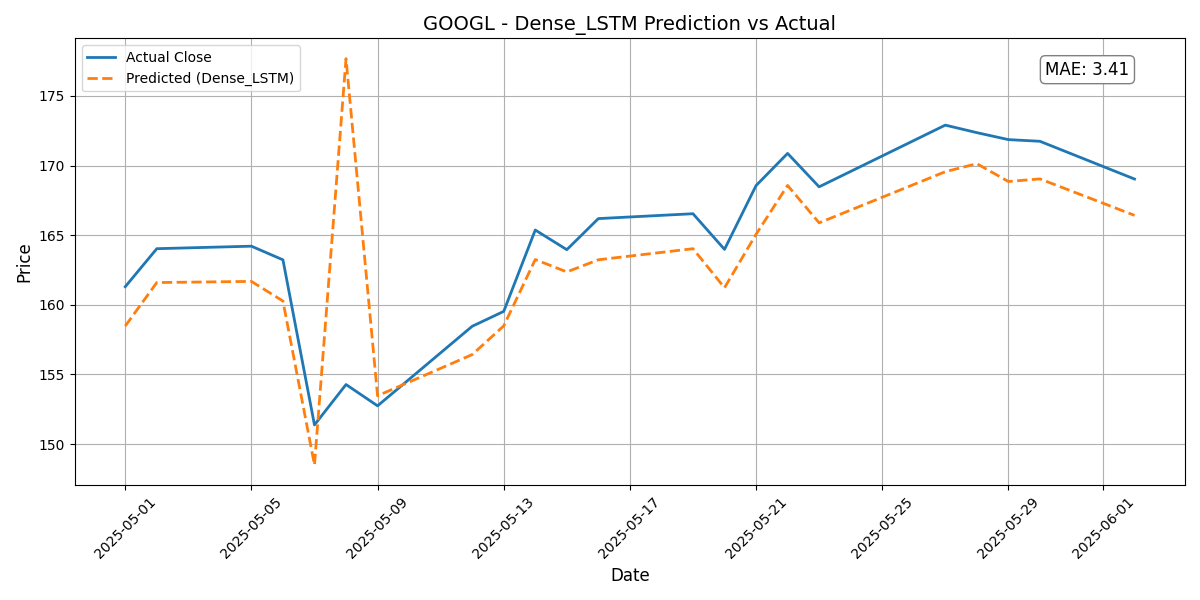 GOOGL - Dense_LSTM Prediction vs Actual
Actual Close
Predicted (Dense_LSTM)
MAE: 3.41
Price
175
170
165
160
155
150
2025-05-01
2025-05-05
2025-05-09
2025-05-13
2025-05-17
2025-05-21
2025-05-25
2025-05-29
2025-06-01
Date